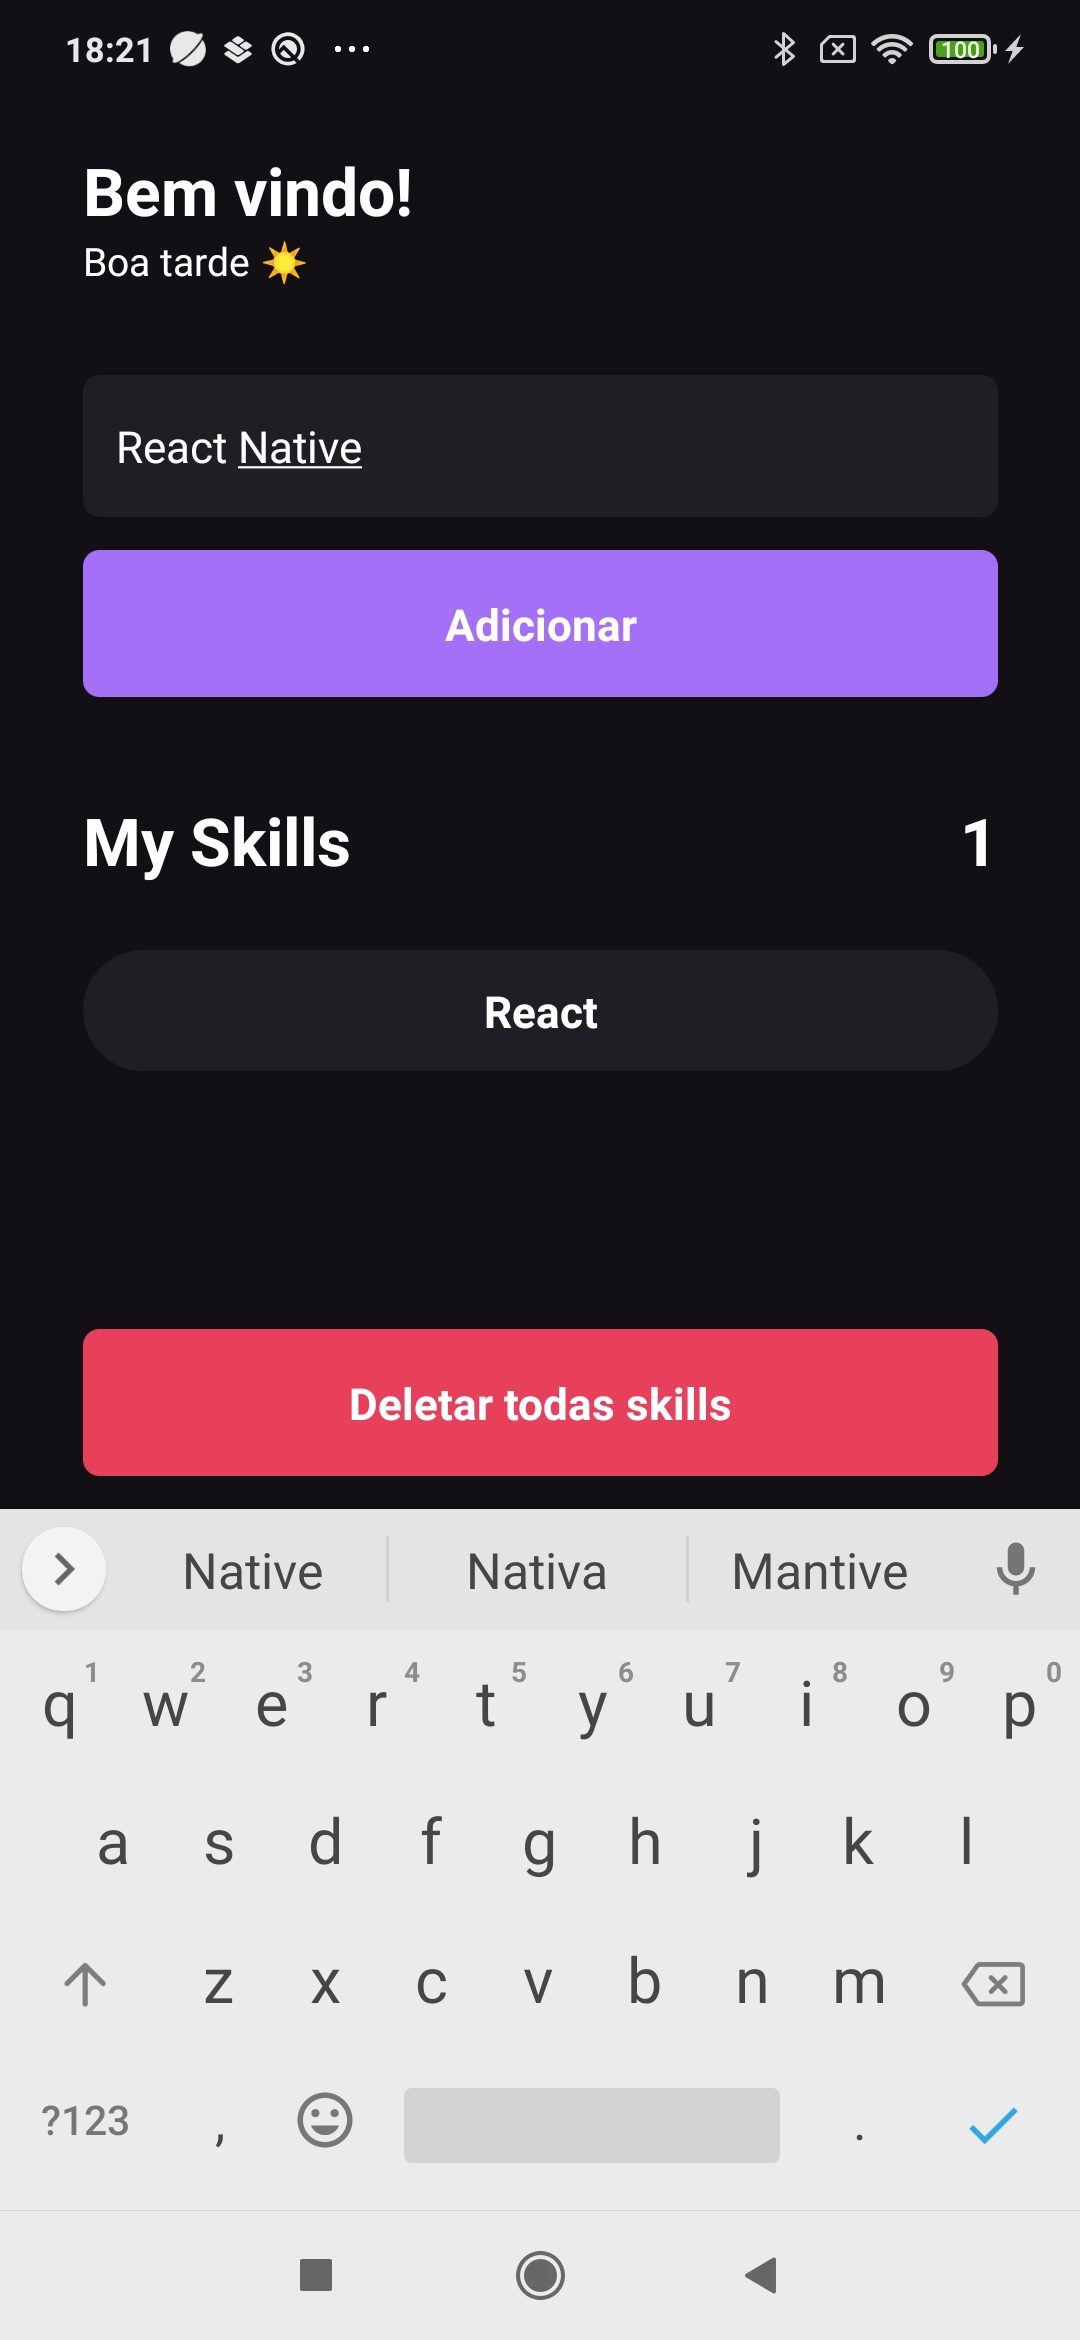 18:21 100
Bem vindo!
Boa tarde ☀️
React Native
Adicionar
My Skills 1
React
Deletar todas skills
Native Nativa Mantive
1 2 3 4 5 6 7 8 9 0
q w e r t y u i o p
a s d f g h j k l
z x c v b n m
?123 , .